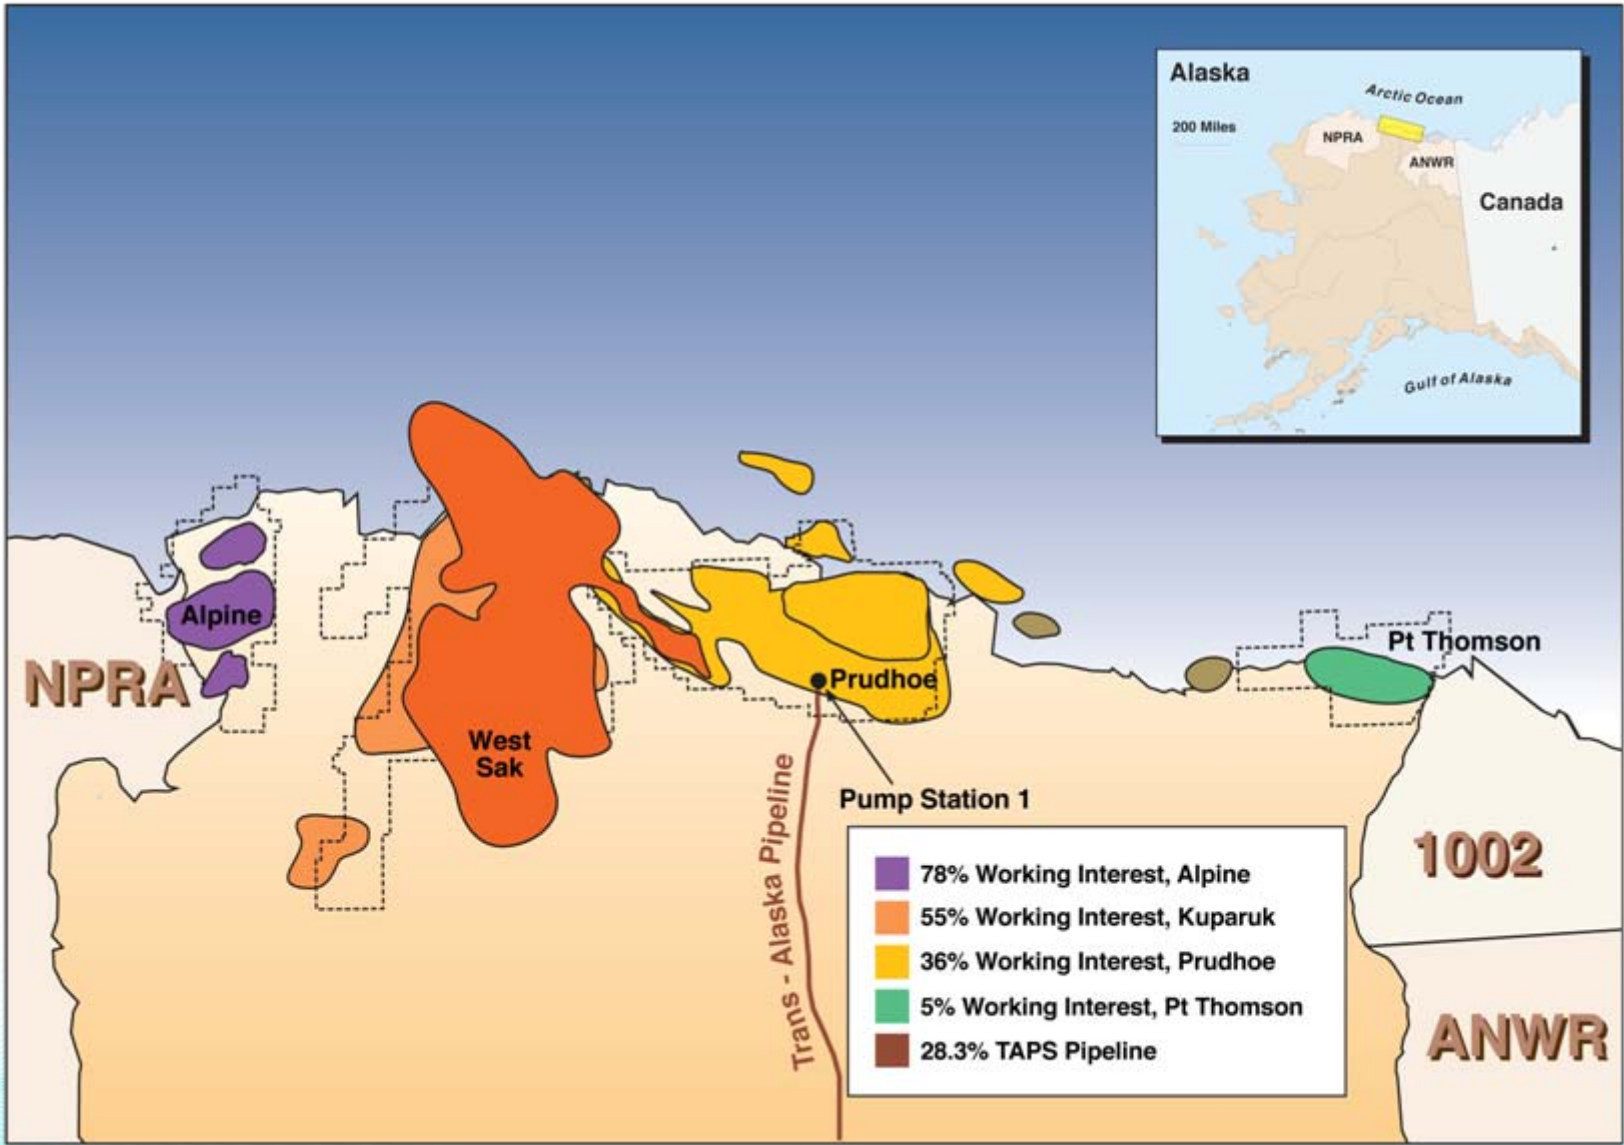 Alaska
Arctic Ocean
200 Miles
NPRA
ANWR
Canada
Gulf of Alaska
Alpine
NPRA
West
Sak
Prudhoe
Pt Thomson
Pump Station 1
Trans - Alaska Pipeline
1002
ANWR
78% Working Interest, Alpine
55% Working Interest, Kuparuk
36% Working Interest, Prudhoe
5% Working Interest, Pt Thomson
28.3% TAPS Pipeline